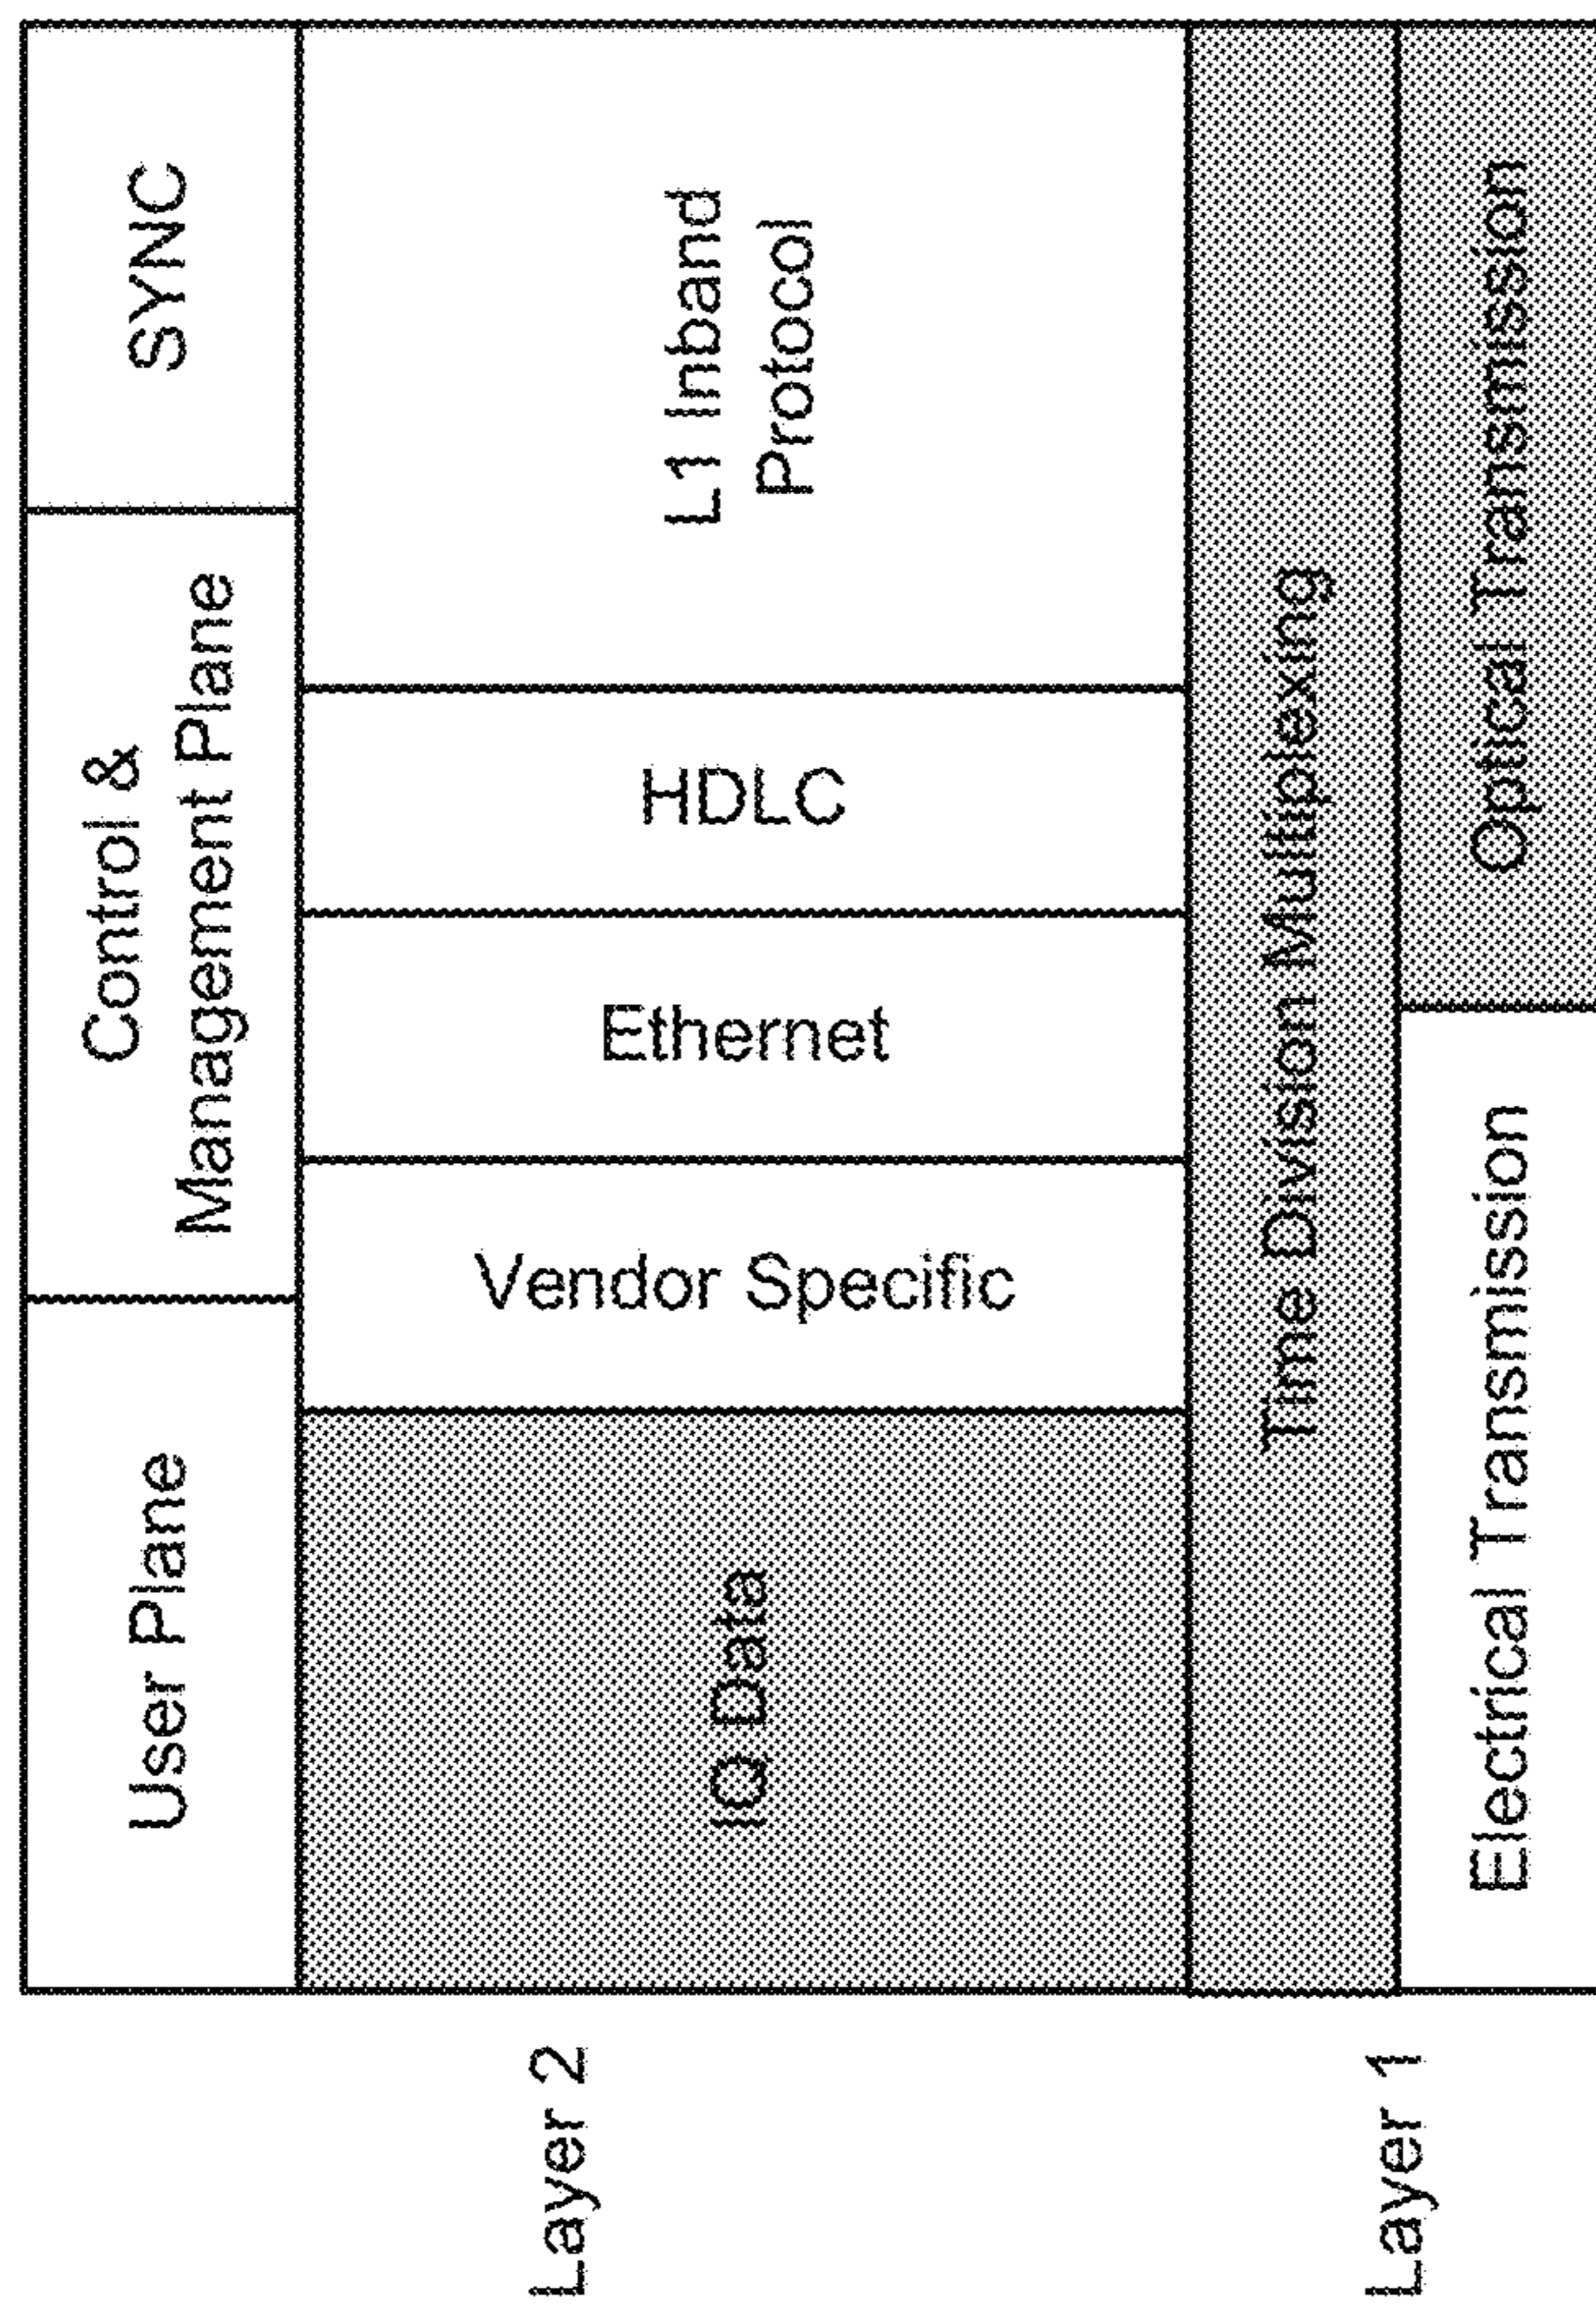 User Plane
Control &
Management Plane
SYNC
Layer 2
IQ Data
Vendor Specific
Ethernet
HDLC
L1 Inband
Protocol
Time Division Multiplexing
Layer 1
Electrical Transmission
Optical Transmission